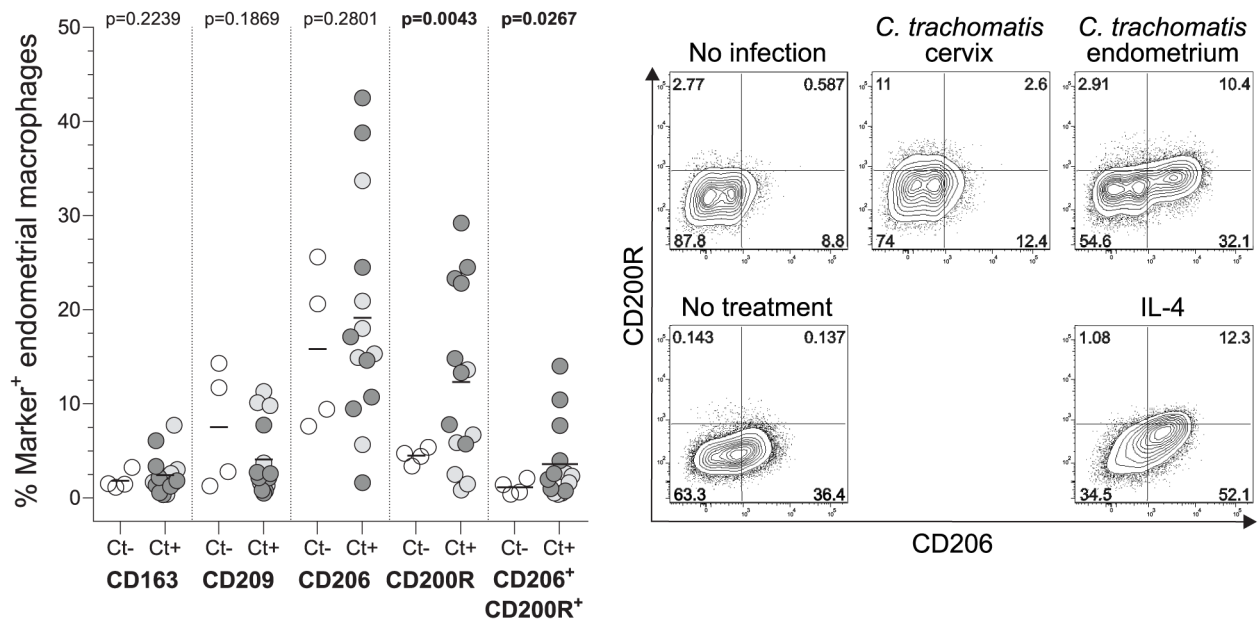 p=0.2239 p=0.1869 p=0.2801 p=0.0043 p=0.0267
% Marker+ endometrial macrophages
50
40
30
20
10
0
Ct- Ct+ Ct- Ct+ Ct- Ct+ Ct- Ct+ Ct- Ct+
CD163 CD209 CD206 CD200R CD206+
CD200R+
No infection
2.77 0.587
87.8 8.8
C. trachomatis
cervix
11 2.6
74 12.4
C. trachomatis
endometrium
2.91 10.4
54.6 32.1
No treatment
0.143 0.137
63.3 36.4
IL-4
1.08 12.3
34.5 52.1
CD200R
CD206